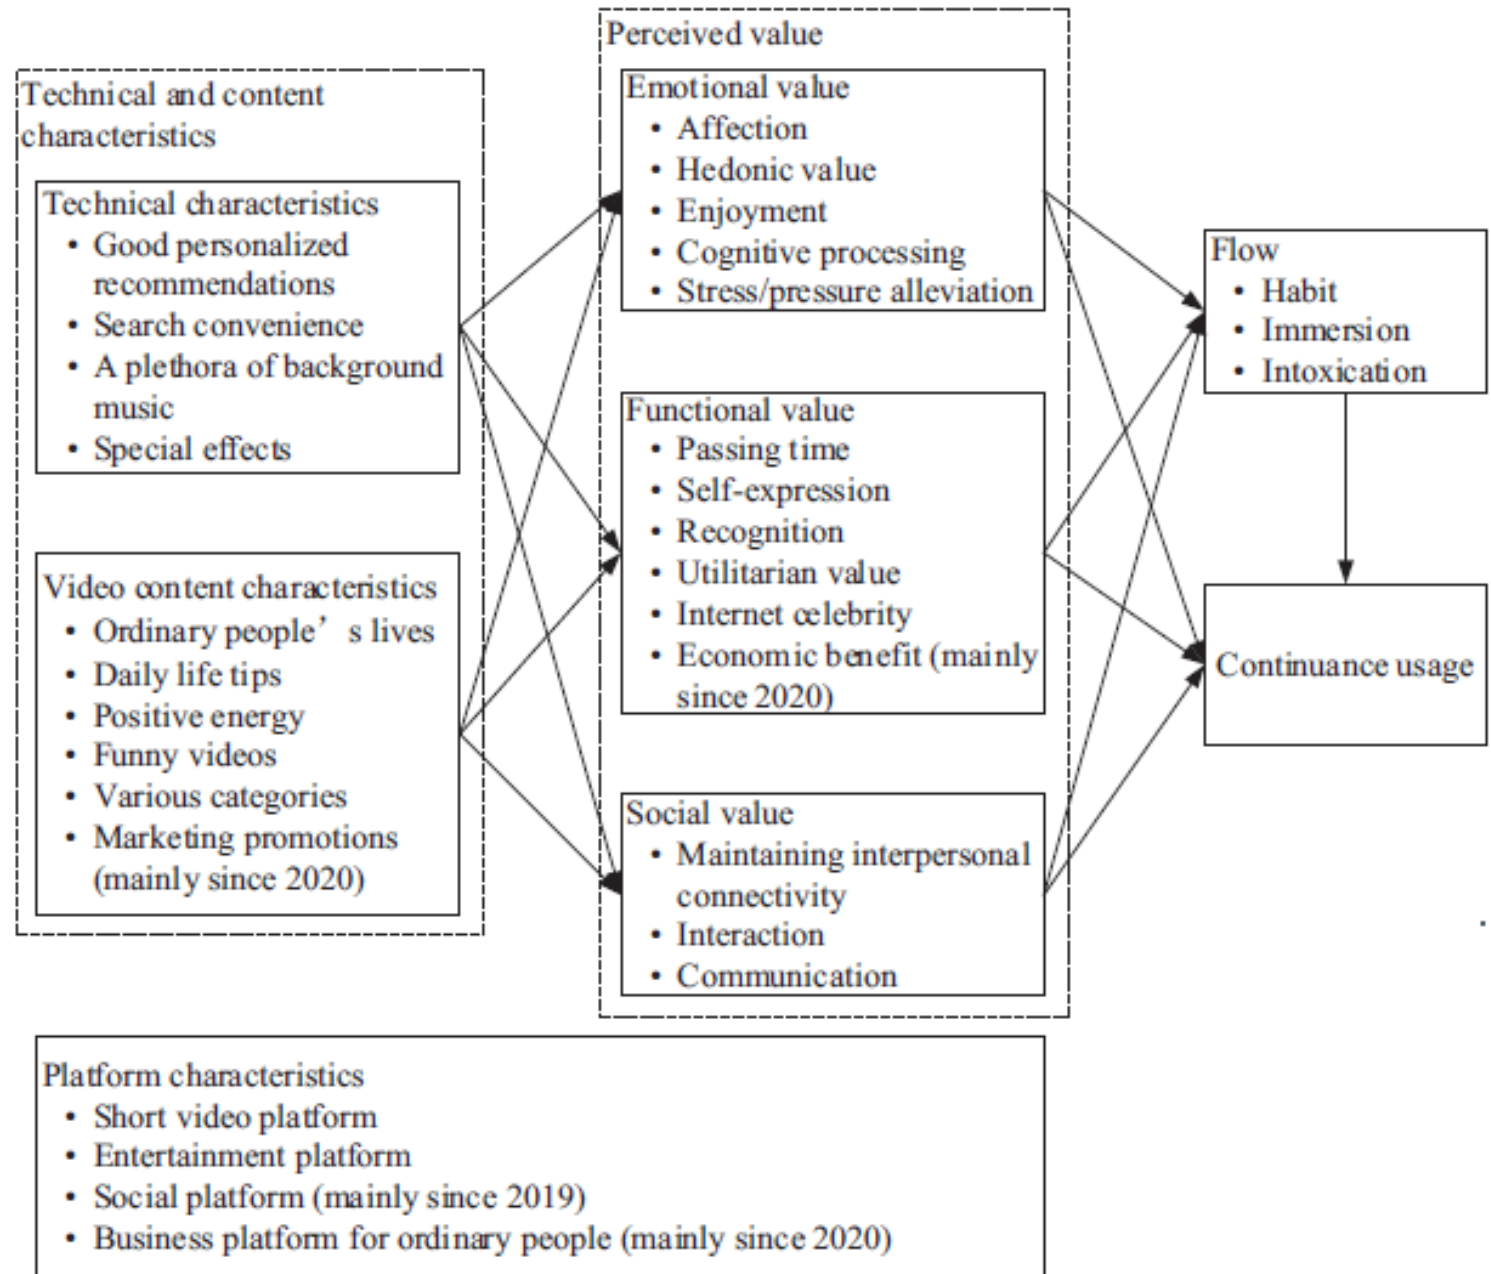 Perceived value
Technical and content
characteristics
Technical characteristics
• Good personalized
recommendations
• Search convenience
• A plethora of background
music
• Special effects
Video content characteristics
• Ordinary people’s lives
• Daily life tips
• Positive energy
• Funny videos
• Various categories
• Marketing promotions
(mainly since 2020)
Emotional value
• Affection
• Hedonic value
• Enjoyment
• Cognitive processing
• Stress/pressure alleviation
Functional value
• Passing time
• Self-expression
• Recognition
• Utilitarian value
• Internet celebrity
• Economic benefit (mainly
since 2020)
Social value
• Maintaining interpersonal
connectivity
• Interaction
• Communication
Flow
• Habit
• Immersion
• Intoxication
Continuance usage
Platform characteristics
• Short video platform
• Entertainment platform
• Social platform (mainly since 2019)
• Business platform for ordinary people (mainly since 2020)